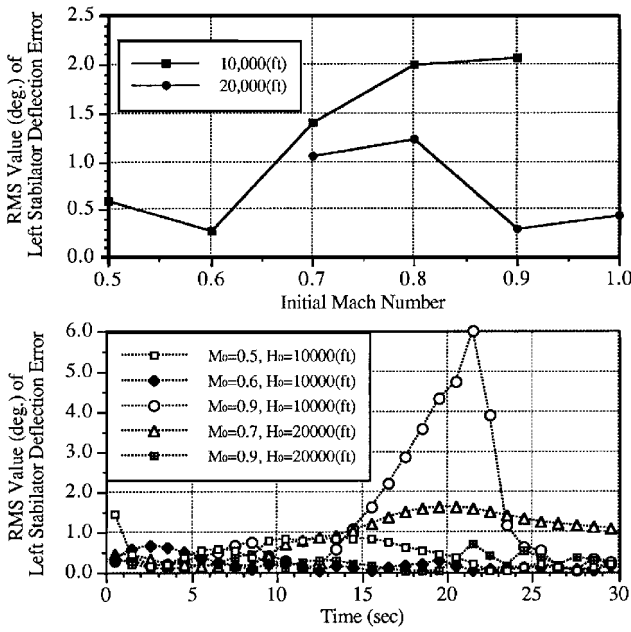 RMS Value (deg.) of
Left Stabilator Deflection Error
2.5
2.0
1.5
1.0
0.5
0.0
10,000(ft)
20,000(ft)
0.5 0.6 0.7 0.8 0.9 1.0
Initial Mach Number
RMS Value (deg.) of
Left Stabilator Deflection Error
6.0
5.0
4.0
3.0
2.0
1.0
0.0
M₀=0.5, H₀=10000(ft)
M₀=0.6, H₀=10000(ft)
M₀=0.9, H₀=10000(ft)
M₀=0.7, H₀=20000(ft)
M₀=0.9, H₀=20000(ft)
0 5 10 15 20 25 30
Time (sec)